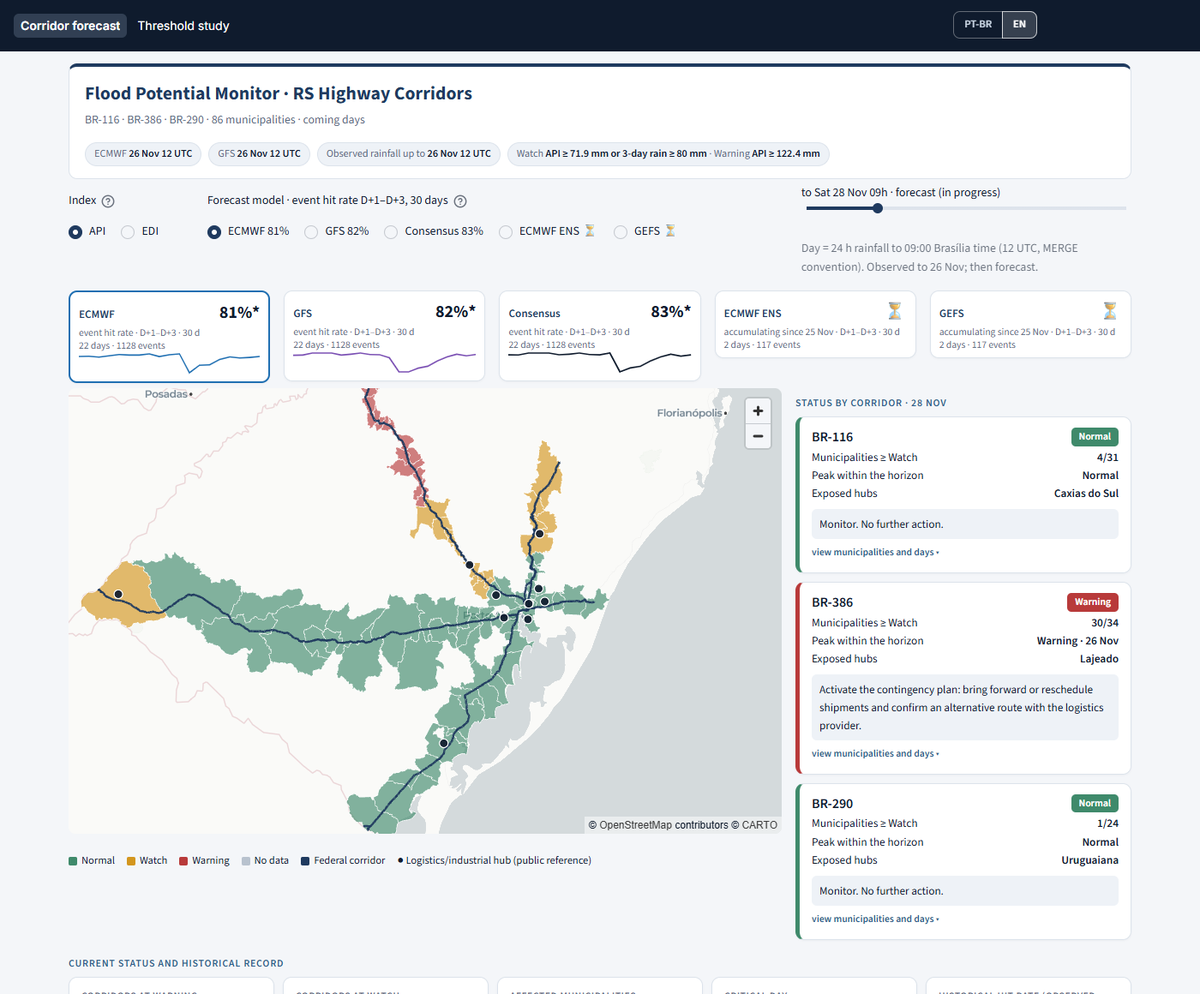 Corridor forecast
Threshold study
PT-BR
EN
Flood Potential Monitor · RS Highway Corridors
BR-116 · BR-386 · BR-290 · 86 municipalities · coming days
ECMWF 26 Nov 12 UTC
GFS 26 Nov 12 UTC
Observed rainfall up to 26 Nov 12 UTC
Watch API ≥ 71.9 mm or 3-day rain ≥ 80 mm · Warning API ≥ 122.4 mm
Index ?
API
EDI
Forecast model · event hit rate D+1–D+3, 30 days ?
ECMWF 81%
GFS 82%
Consensus 83%
ECMWF ENS ⏳
GEFS ⏳
to Sat 28 Nov 09h · forecast (in progress)
Day = 24 h rainfall to 09:00 Brasília time (12 UTC, MERGE
convention). Observed to 26 Nov; then forecast.
ECMWF
81%*
event hit rate · D+1–D+3 · 30 d
22 days · 1128 events
GFS
82%*
event hit rate · D+1–D+3 · 30 d
22 days · 1128 events
Consensus
83%*
event hit rate · D+1–D+3 · 30 d
22 days · 1128 events
ECMWF ENS
⏳
accumulating since 25 Nov · D+1–D+3 · 30 d
2 days · 117 events
GEFS
⏳
accumulating since 25 Nov · D+1–D+3 · 30 d
2 days · 117 events
Posadas
Florianópolis
+
−
© OpenStreetMap contributors © CARTO
Normal
Watch
Warning
No data
Federal corridor
Logistics/industrial hub (public reference)
STATUS BY CORRIDOR · 28 NOV
BR-116
Normal
Municipalities ≥ Watch
4/31
Peak within the horizon
Normal
Exposed hubs
Caxias do Sul
Monitor. No further action.
view municipalities and days
BR-386
Warning
Municipalities ≥ Watch
30/34
Peak within the horizon
Warning · 26 Nov
Exposed hubs
Lajeado
Activate the contingency plan: bring forward or reschedule
shipments and confirm an alternative route with the logistics
provider.
view municipalities and days
BR-290
Normal
Municipalities ≥ Watch
1/24
Peak within the horizon
Normal
Exposed hubs
Uruguaiana
Monitor. No further action.
view municipalities and days
CURRENT STATUS AND HISTORICAL RECORD